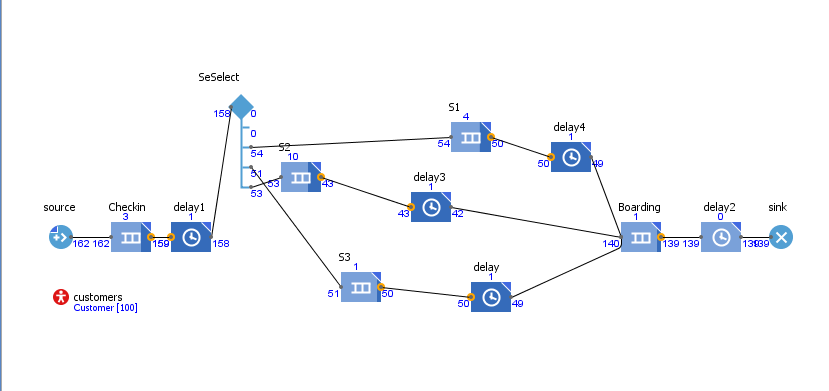 SeSelect
158
0
0
54
51
53
S1
4
54
50
delay4
1
50
49
S2
10
53
43
delay3
1
43
42
source
162
Checkin
3
162
159
delay1
1
158
Boarding
1
140
139
delay2
0
139
139
sink
139
S3
1
51
50
delay
1
50
49
customers
Customer [100]